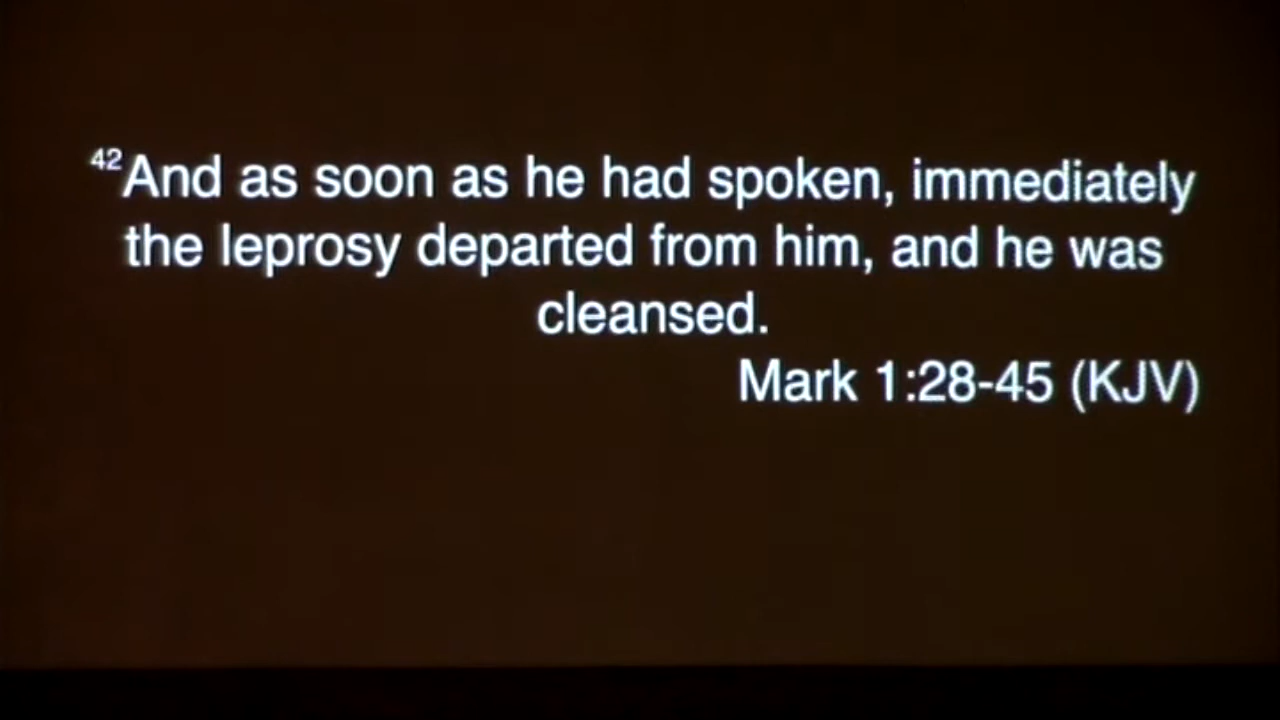 42And as soon as he had spoken, immediately
the leprosy departed from him, and he was
cleansed.
Mark 1:28-45 (KJV)